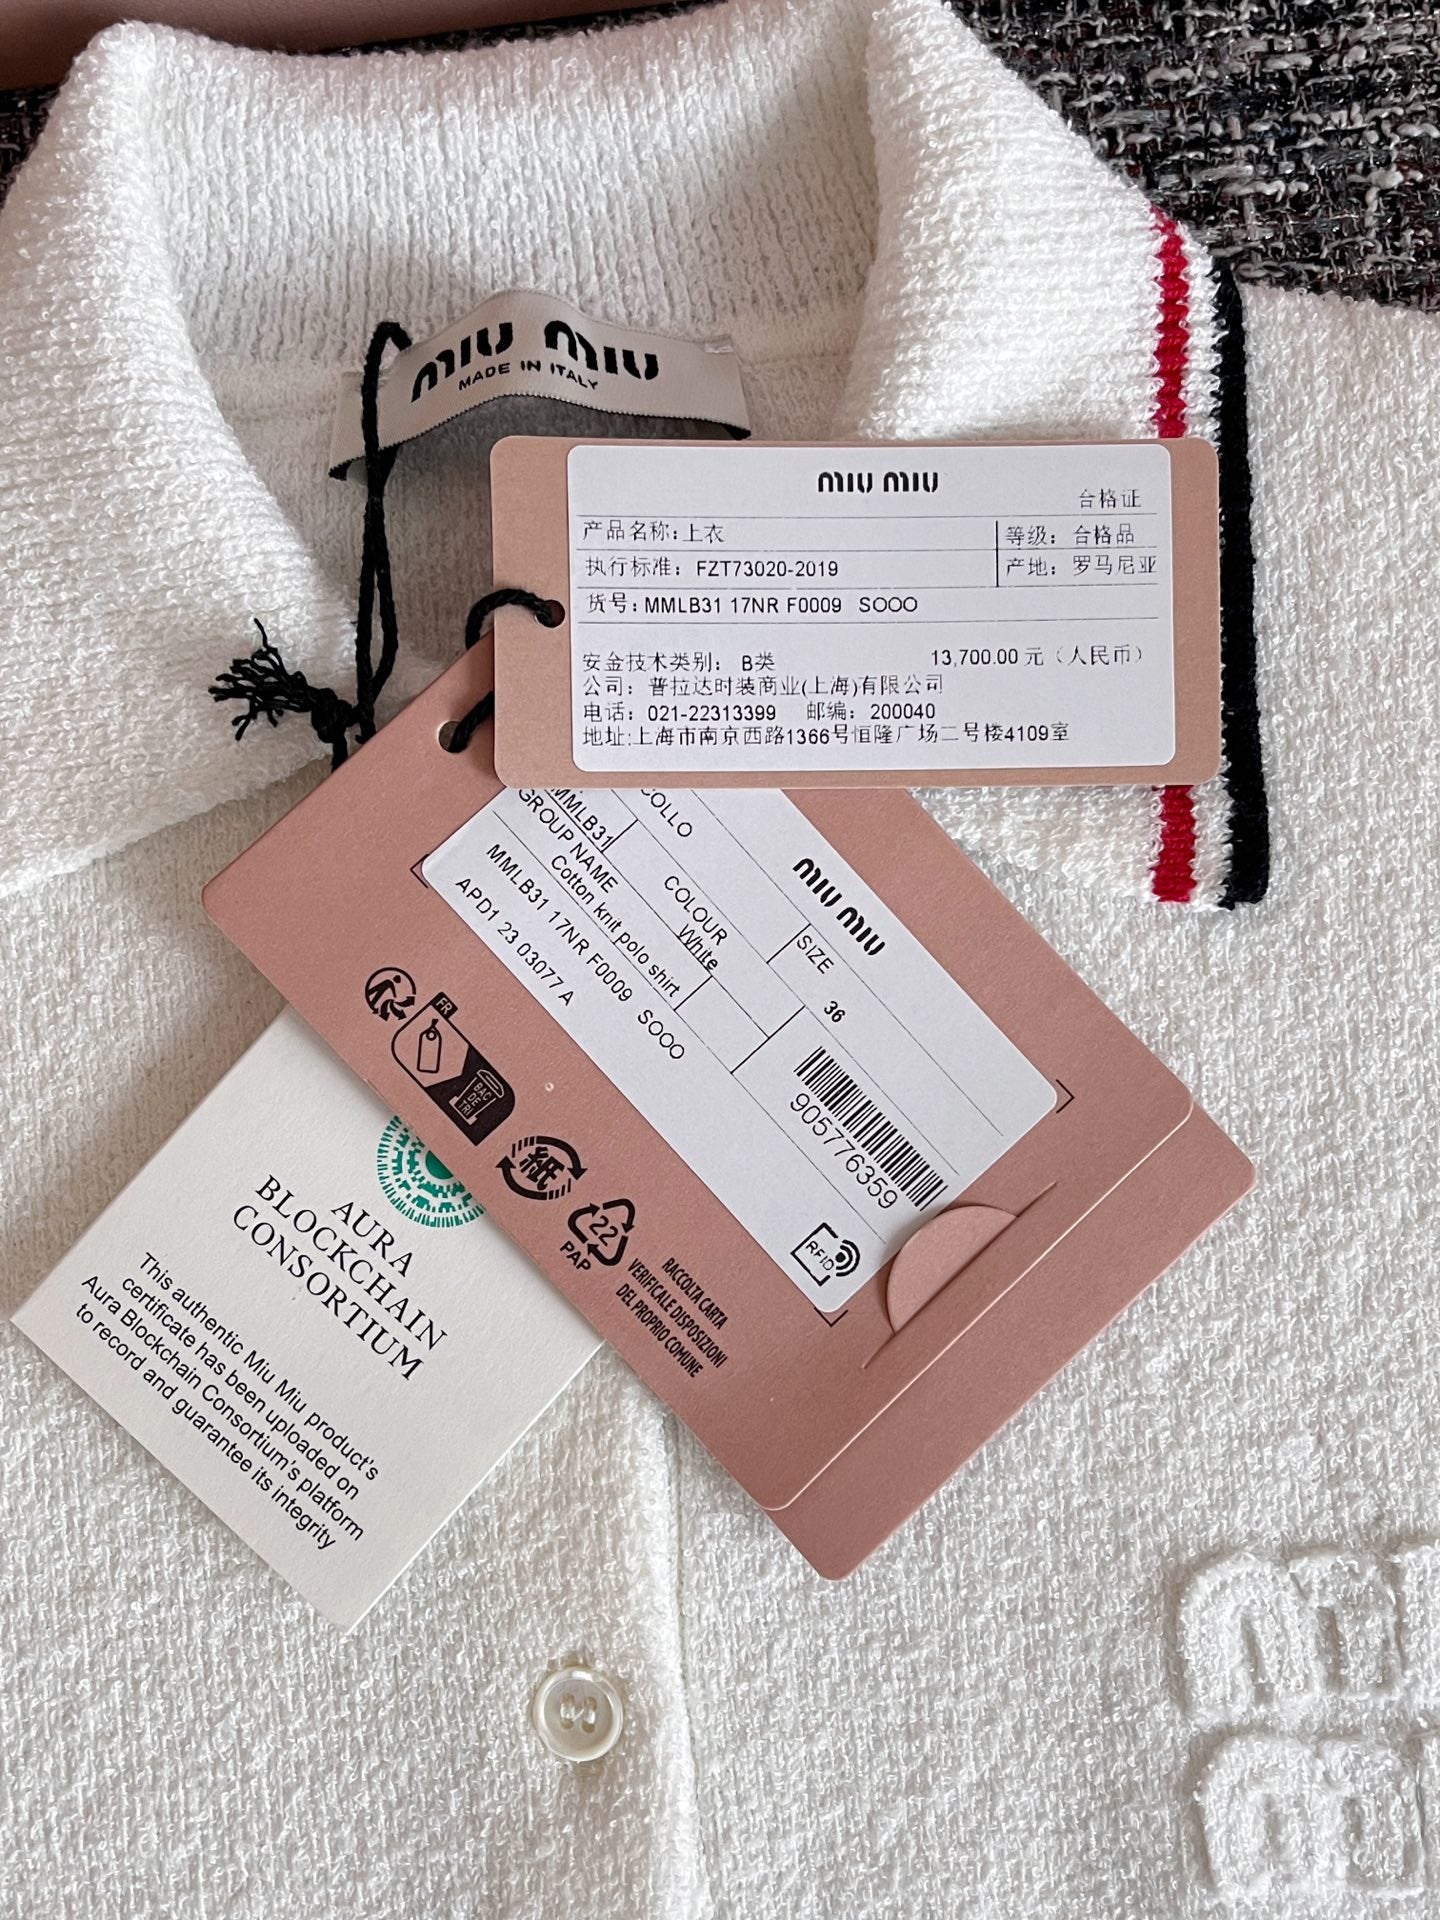 MIU MIU
MADE IN ITALY
MIU MIU
合格证
产品名称:上衣
等级: 合格品
执行标准: FZT73020-2019
产地: 罗马尼亚
货号: MMLB31 17NR F0009 SOOO
安金技术类别: B类
13,700.00 元（人民币）
公司: 普拉达时装商业(上海)有限公司
电话: 021-22313399 邮编: 200040
地址:上海市南京西路1366号恒隆广场二号楼4109室
MIU MIU
COLLO
SIZE
36
COLOUR
White
MMLB31
GROUP NAME
Cotton knit polo shirt
MMLB31 17NR F0009 SOOO
APD1 23 03077 A
905776359
RFID
FR
BAC
DE
TRI
紙
22
PAP
RACCOLTA CARTA
VERIFICALE DISPOSIZIONI
DEL PROPRIO COMUNE
AURA
BLOCKCHAIN
CONSORTIUM
This authentic Miu Miu product's
certificate has been uploaded on
Aura Blockchain Consortium's platform
to record and guarantee its integrity